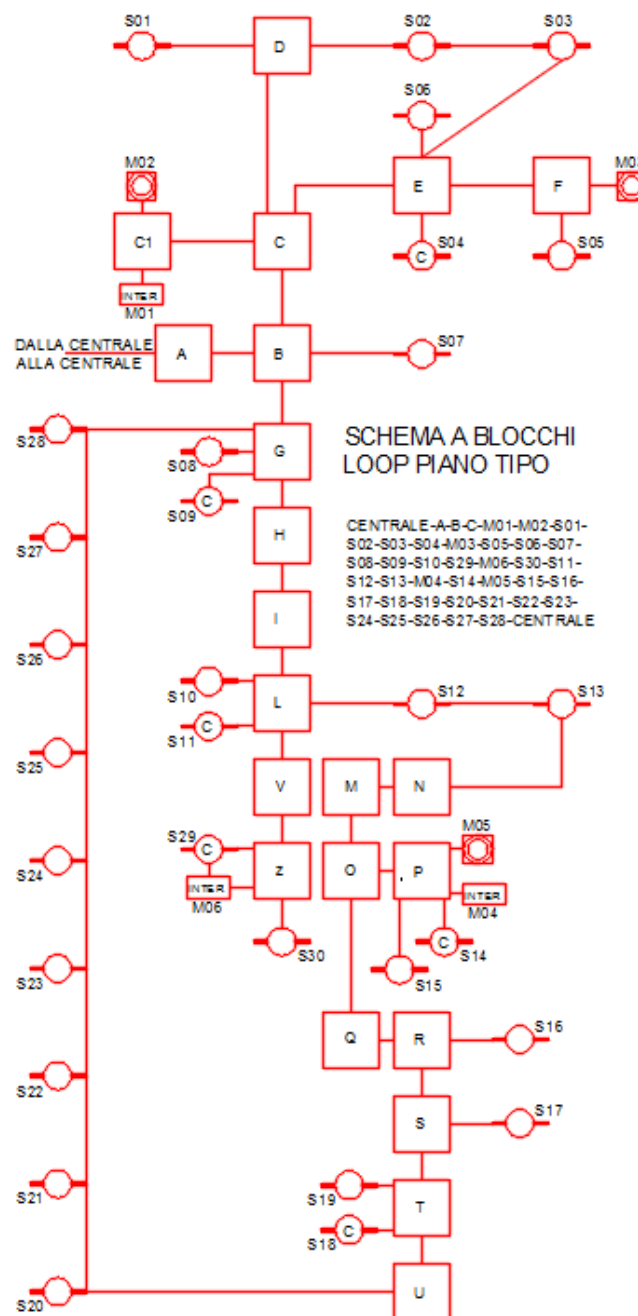 S01
D
S02
S03
S06
M02
E
F
M03
C1
C
C
S04
S05
INTER
M01
DALLA CENTRALE
ALLA CENTRALE
A
B
S07
S28
G
S08
C
S09
SCHEMA A BLOCCHI
LOOP PIANO TIPO
CENTRALE-A-B-C-M01-M02-S01-
S02-S03-S04-M03-S05-S06-S07-
S08-S09-S10-S29-M06-S30-S11-
S12-S13-M04-S14-M05-S15-S16-
S17-S18-S19-S20-S21-S22-S23-
S24-S25-S26-S27-S28-CENTRALE
S27
H
I
S26
S10
L
C
S11
S12
S13
S25
V
M
N
S29
C
Z
O
P
M05
S24
INTER
M06
INTER
M04
S30
C
S14
S15
S23
Q
R
S16
S22
S
S17
S21
S19
T
C
S18
S20
U